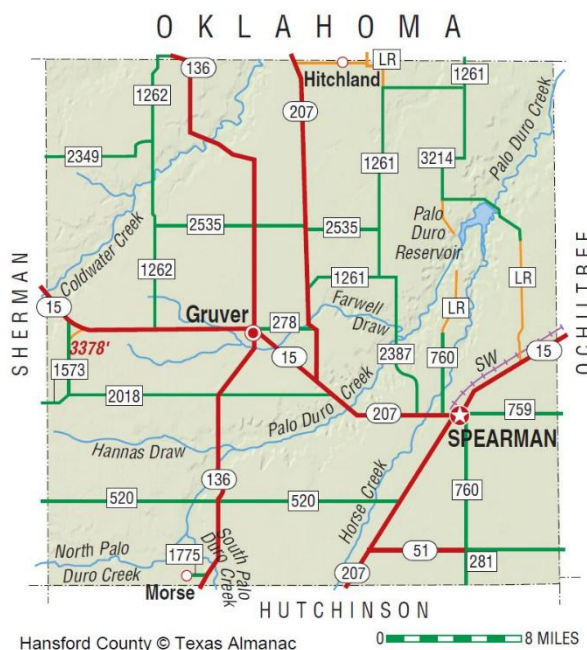 OKLAHOMA
136
LR
Hitchland
1262
207
1261
Palo Duro Creek
2349
1261
3214
2535
2535
Palo
Duro
Reservoir
Coldwater Creek
SHERMAN
1262
1261
LR
OCHILTREE
15
Gruver
278
Farwell
Draw
LR
3378'
15
2387
760
SW
15
1573
2018
Palo Duro Creek
207
759
SPEARMAN
Hannas Draw
136
Horse Creek
760
520
520
North Palo
Duro Creek
1775
South Palo
Duro Creek
51
281
Morse
207
HUTCHINSON
Hansford County © Texas Almanac
0 8 MILES